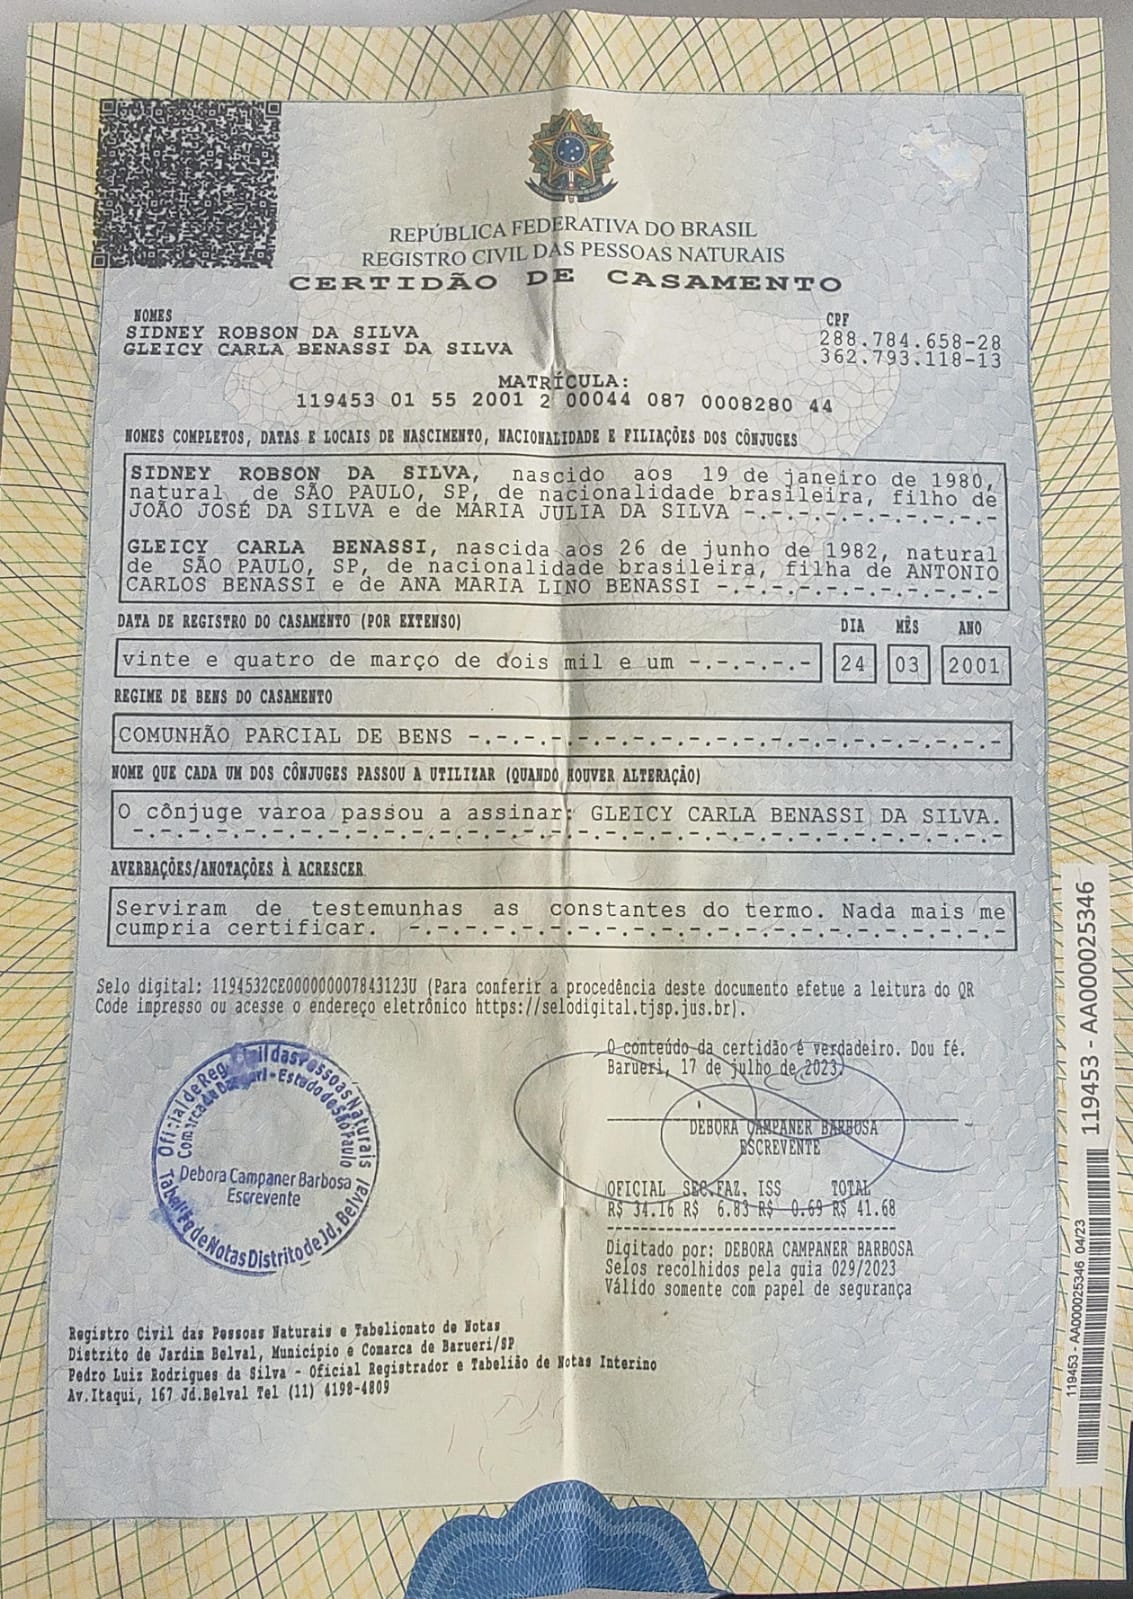 REPÚBLICA FEDERATIVA DO BRASIL
REGISTRO CIVIL DAS PESSOAS NATURAIS
CERTIDÃO DE CASAMENTO
NOMES
SIDNEY ROBSON DA SILVA
GLEICY CARLA BENASSI DA SILVA
CPF
288.784.658-28
362.793.118-13
MATRÍCULA:
119453 01 55 2001 2 00044 087 0008280 44
NOMES COMPLETOS, DATAS E LOCAIS DE NASCIMENTO, NACIONALIDADE E FILIAÇÕES DOS CÔNJUGES
SIDNEY ROBSON DA SILVA, nascido aos 19 de janeiro de 1980,
natural de SÃO PAULO, SP, de nacionalidade brasileira, filho de
JOÃO JOSÉ DA SILVA e de MARIA JULIA DA SILVA -.-.-.-.-.-.-.-.-.-
GLEICY CARLA BENASSI, nascida aos 26 de junho de 1982, natural
de SÃO PAULO, SP, de nacionalidade brasileira, filha de ANTONIO
CARLOS BENASSI e de ANA MARIA LINO BENASSI -.-.-.-.-.-.-.-.-.-.-
DATA DE REGISTRO DO CASAMENTO (POR EXTENSO)
DIA MÊS ANO
vinte e quatro de março de dois mil e um -.-.-.-.-.- 24 03 2001
REGIME DE BENS DO CASAMENTO
COMUNHÃO PARCIAL DE BENS -.-.-.-.-.-.-.-.-.-.-.-.-.-.-.-.-.-.-.-
NOME QUE CADA UM DOS CÔNJUGES PASSOU A UTILIZAR (QUANDO HOUVER ALTERAÇÃO)
O cônjuge varoa passou a assinar: GLEICY CARLA BENASSI DA SILVA.
-.-.-.-.-.-.-.-.-.-.-.-.-.-.-.-.-.-.-.-.-.-.-.-.-.-.-.-.-.-.-
AVERBAÇÕES/ANOTAÇÕES À ACRESCER
Serviram de testemunhas as constantes do termo. Nada mais me
cumpria certificar. -.-.-.-.-.-.-.-.-.-.-.-.-.-.-.-.-.-.-.-.-.-
Selo digital: 1194532CE000000007843123U (Para conferir a procedência deste documento efetue a leitura do QR
Code impresso ou acesse o endereço eletrônico https://selodigital.tjsp.jus.br).
O conteúdo da certidão é verdadeiro. Dou fé.
Barueri, 17 de julho de 2023.
DEBORA CAMPANER BARBOSA
ESCREVENTE
Oficial de Reg. Civil das Pessoas Naturais
Comarca de Barueri - Estado de São Paulo
Debora Campaner Barbosa
Escrevente
Tabel. e de Notas Distrito de Jd. Belval
OFICIAL SEC.FAZ. ISS TOTAL
R$ 34.16 R$ 6.83 R$ 0.69 R$ 41.68
Digitado por: DEBORA CAMPANER BARBOSA
Selos recolhidos pela guia 029/2023
Válido somente com papel de segurança
Registro Civil das Pessoas Naturais e Tabelionato de Notas
Distrito de Jardim Belval, Município e Comarca de Barueri/SP
Pedro Luiz Rodrigues da Silva - Oficial Registrador e Tabelião de Notas Interino
Av.Itaqui, 167 Jd.Belval Tel (11) 4198-4809
119453 - AA000025346
119453 - AA000025346 04/23